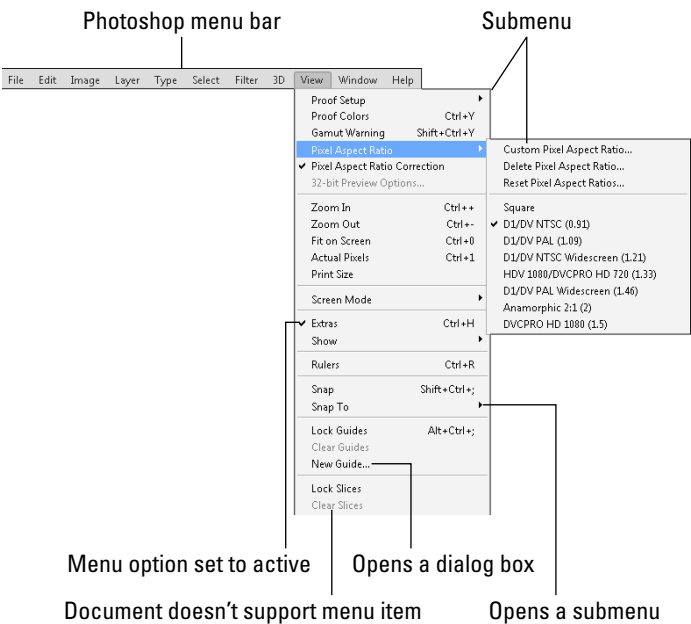 Photoshop menu bar
Submenu
File Edit Image Layer Type Select Filter 3D View Window Help
Proof Setup
Proof Colors Ctrl+Y
Gamut Warning Shift+Ctrl+Y
Pixel Aspect Ratio
✔ Pixel Aspect Ratio Correction
32-bit Preview Options...
Zoom In Ctrl++
Zoom Out Ctrl+-
Fit on Screen Ctrl+0
Actual Pixels Ctrl+1
Print Size
Screen Mode
✔ Extras Ctrl+H
Show
Rulers Ctrl+R
Snap Shift+Ctrl+;
Snap To
Lock Guides Alt+Ctrl+;
Clear Guides
New Guide...
Lock Slices
Clear Slices
Custom Pixel Aspect Ratio...
Delete Pixel Aspect Ratio...
Reset Pixel Aspect Ratios...
Square
✔ D1/DV NTSC (0.91)
D1/DV PAL (1.09)
D1/DV NTSC Widescreen (1.21)
HDV 1080/DVCPRO HD 720 (1.33)
D1/DV PAL Widescreen (1.46)
Anamorphic 2:1 (2)
DVCPRO HD 1080 (1.5)
Menu option set to active
Opens a dialog box
Document doesn't support menu item
Opens a submenu